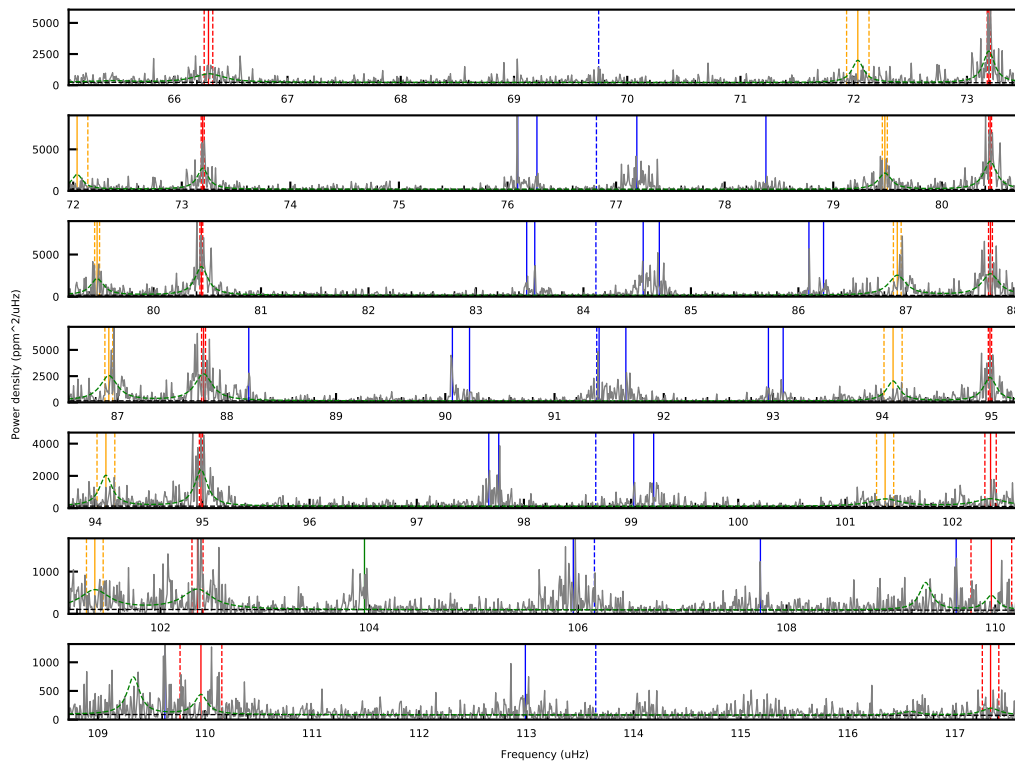 5000
2500
0
66 67 68 69 70 71 72 73
5000
0
72 73 74 75 76 77 78 79 80
5000
0
80 81 82 83 84 85 86 87 88
5000
2500
0
87 88 89 90 91 92 93 94 95
4000
2000
0
94 95 96 97 98 99 100 101 102
1000
0
102 104 106 108 110
1000
500
0
109 110 111 112 113 114 115 116 117
Power density (ppm^2/uHz)
Frequency (uHz)